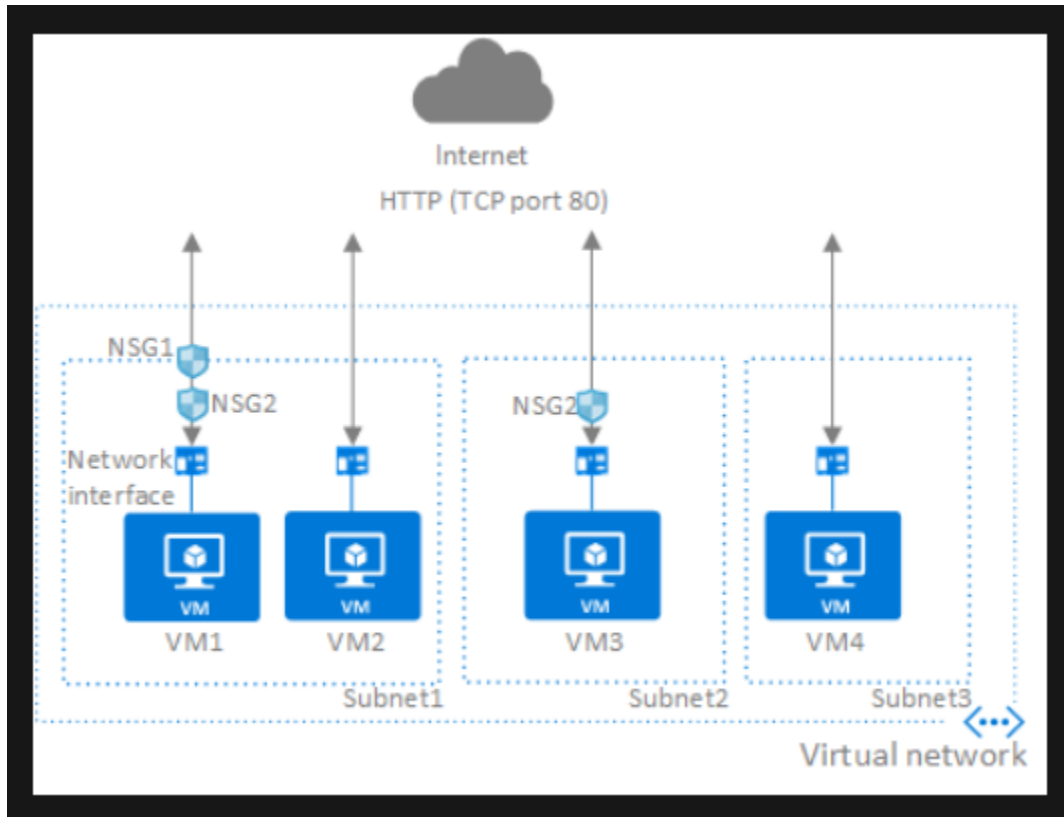 Internet
HTTP (TCP port 80)
NSG1
NSG2
NSG2
Network
interface
VM
VM
VM
VM
VM1
VM2
VM3
VM4
Subnet1
Subnet2
Subnet3
Virtual network